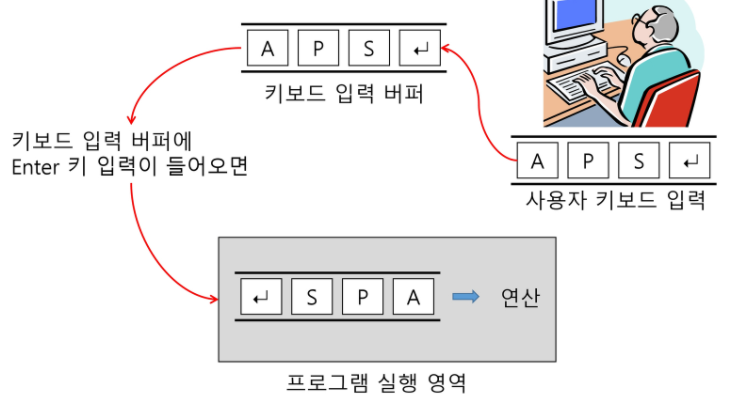 A P S ↵
키보드 입력 버퍼
키보드 입력 버퍼에
Enter 키 입력이 들어오면
A P S ↵
사용자 키보드 입력
↵ S P A 연산
프로그램 실행 영역